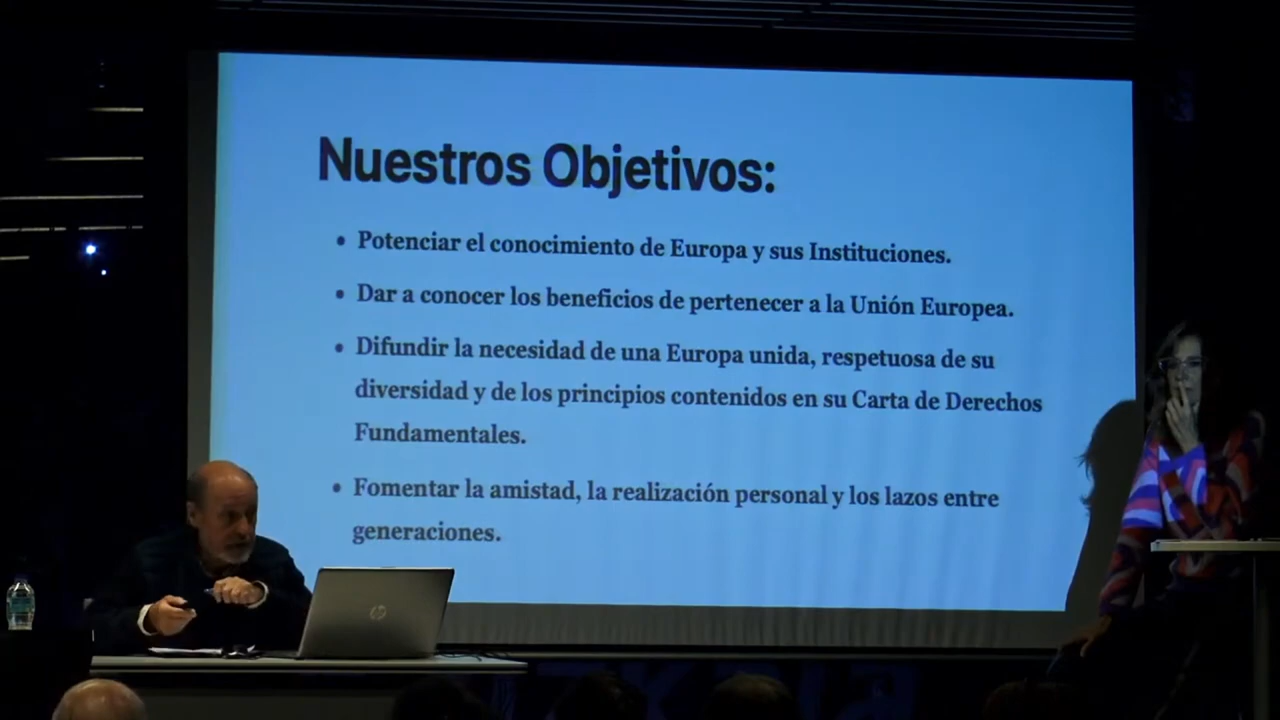 Nuestros Objetivos:
• Potenciar el conocimiento de Europa y sus Instituciones.
• Dar a conocer los beneficios de pertenecer a la Unión Europea.
• Difundir la necesidad de una Europa unida, respetuosa de su
diversidad y de los principios contenidos en su Carta de Derechos
Fundamentales.
• Fomentar la amistad, la realización personal y los lazos entre
generaciones.
hp